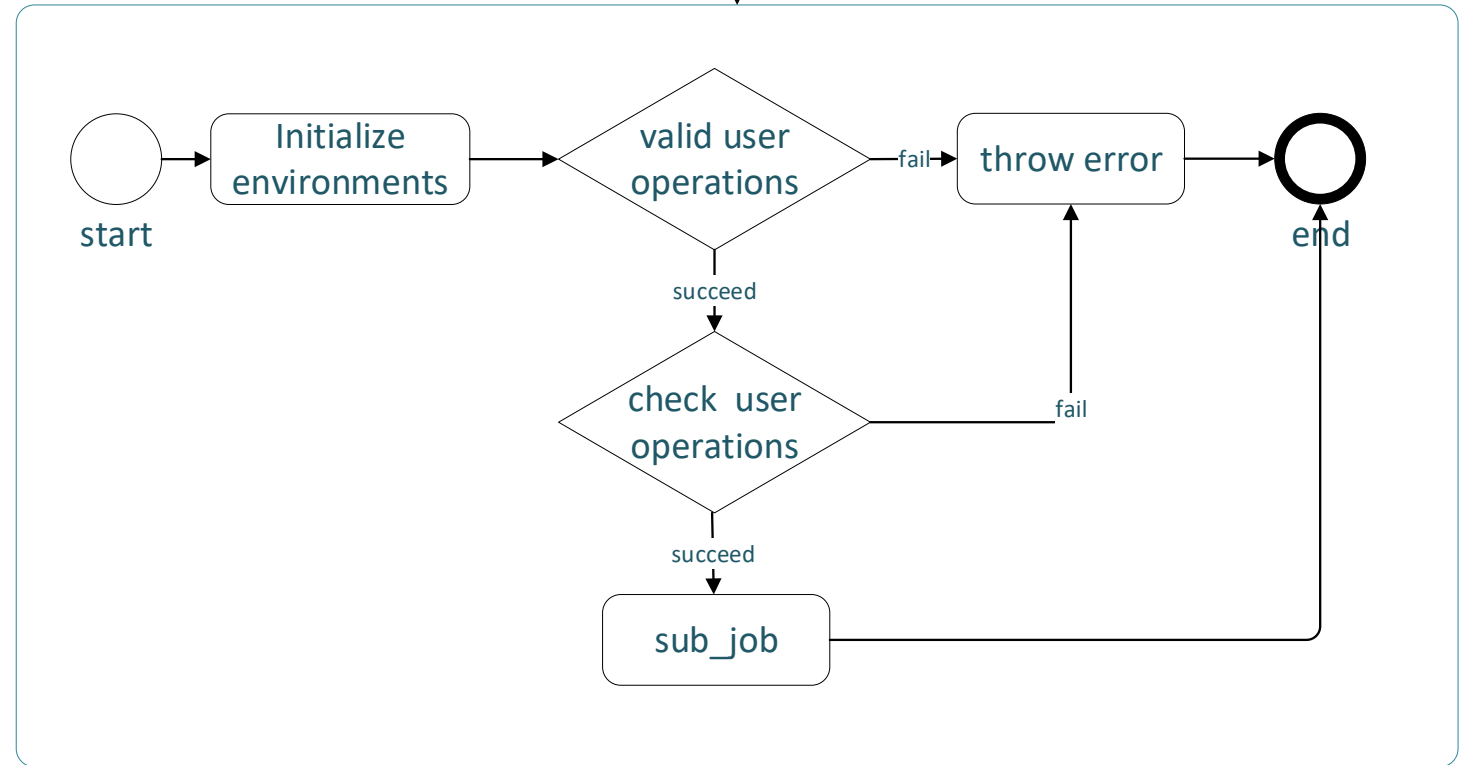 Initialize
environments
valid user
operations
fail
throw error
start
end
succeed
check  user
operations
fail
succeed
sub_job